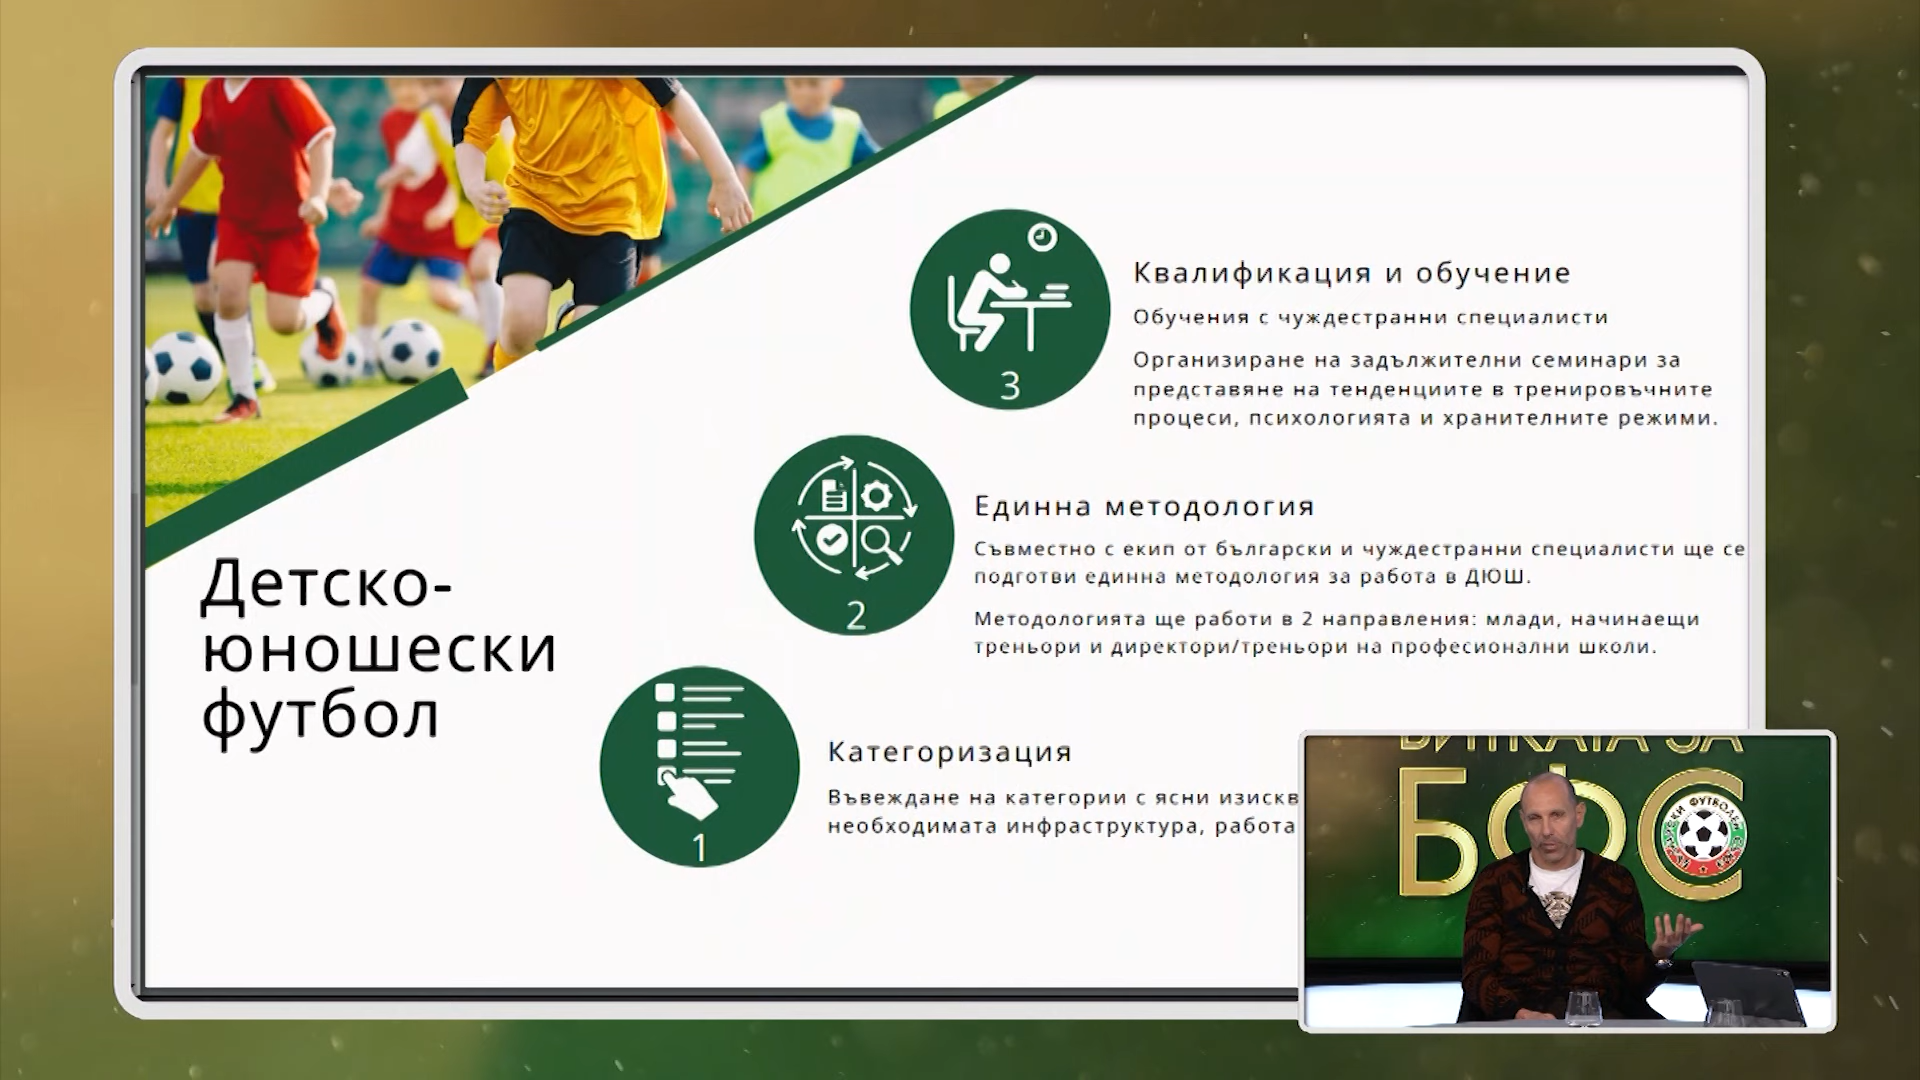 Детско-
юношески
футбол
3
Квалификация и обучение
Обучения с чуждестранни специалисти
Организиране на задължителни семинари за
представяне на тенденциите в тренировъчните
процеси, психологията и хранителните режими.
2
Единна методология
Съвместно с екип от български и чуждестранни специалисти ще се
подготви единна методология за работа в ДЮШ.
Методологията ще работи в 2 направления: млади, начинаещи
треньори и директори/треньори на професионални школи.
1
Категоризация
Въвеждане на категории с ясни
необходимата инфраструктура, работа
БИТКАТА ЗА
БФС